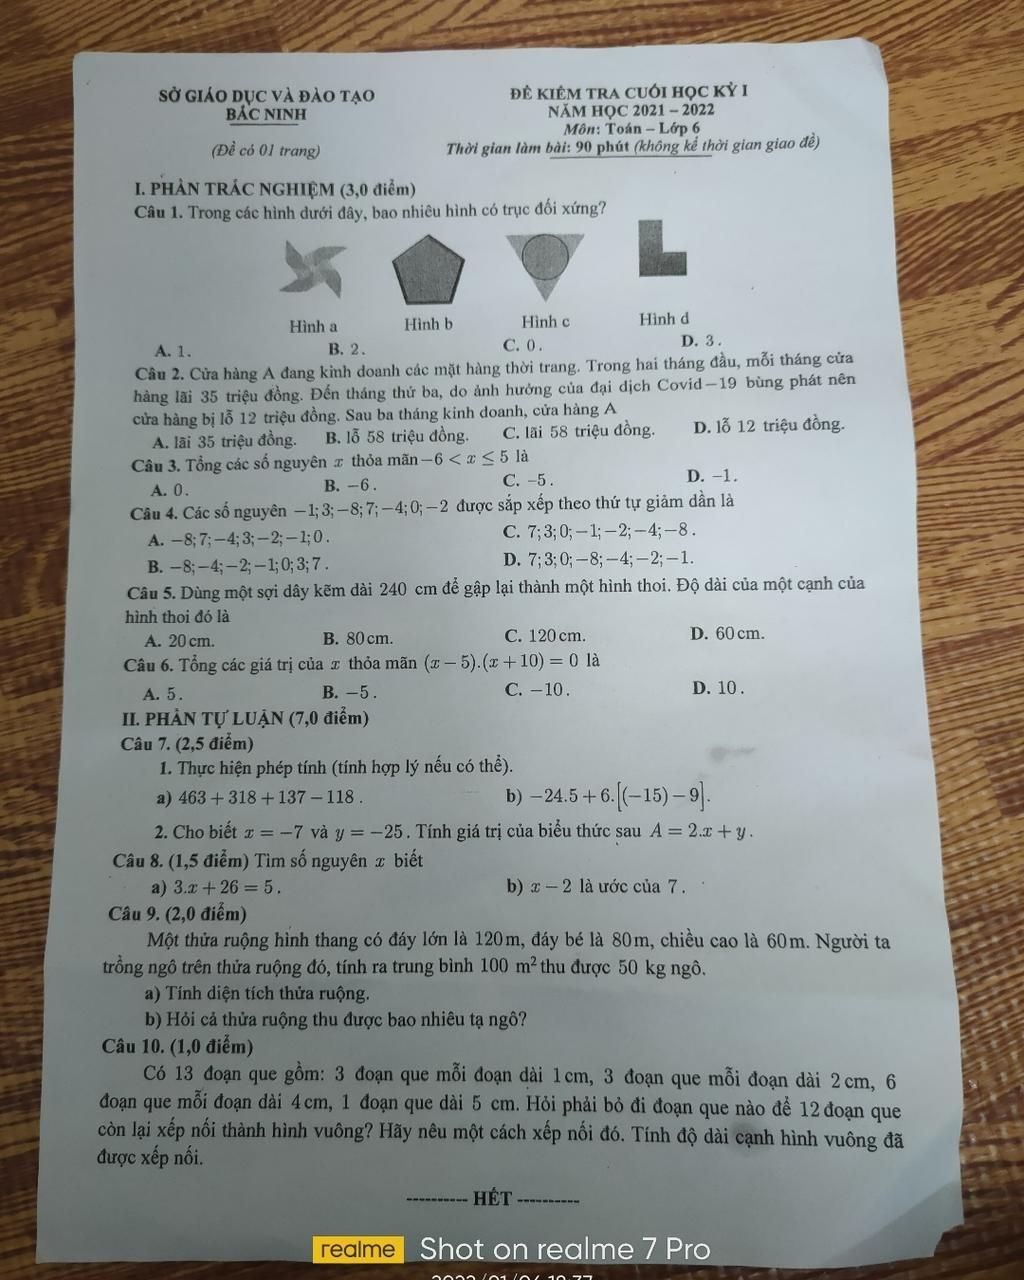 SỞ GIÁO DỤC VÀ ĐÀO TẠO
BẮC NINH
(Đề có 01 trang)
ĐỀ KIỂM TRA CUỐI HỌC KỲ I
NĂM HỌC 2021 – 2022
Môn: Toán – Lớp 6
Thời gian làm bài: 90 phút (không kể thời gian giao đề)
I. PHẦN TRẮC NGHIỆM (3,0 điểm)
Câu 1. Trong các hình dưới đây, bao nhiêu hình có trục đối xứng?
Hình a Hình b Hình c Hình d
A. 1. B. 2. C. 0. D. 3.
Câu 2. Cửa hàng A đang kinh doanh các mặt hàng thời trang. Trong hai tháng đầu, mỗi tháng cửa
hàng lãi 35 triệu đồng. Đến tháng thứ ba, do ảnh hưởng của đại dịch Covid–19 bùng phát nên
cửa hàng bị lỗ 12 triệu đồng. Sau ba tháng kinh doanh, cửa hàng A
A. lãi 35 triệu đồng. B. lỗ 58 triệu đồng. C. lãi 58 triệu đồng. D. lỗ 12 triệu đồng.
Câu 3. Tổng các số nguyên x thỏa mãn −6 < x ≤ 5 là
A. 0. B. −6. C. −5. D. −1.
Câu 4. Các số nguyên −1; 3; −8; 7; −4; 0; −2 được sắp xếp theo thứ tự giảm dần là
A. −8; 7; −4; 3; −2; −1; 0. C. 7; 3; 0; −1; −2; −4; −8.
B. −8; −4; −2; −1; 0; 3; 7. D. 7; 3; 0; −8; −4; −2; −1.
Câu 5. Dùng một sợi dây kẽm dài 240 cm để gập lại thành một hình thoi. Độ dài của một cạnh của
hình thoi đó là
A. 20 cm. B. 80 cm. C. 120 cm. D. 60 cm.
Câu 6. Tổng các giá trị của x thỏa mãn (x − 5).(x + 10) = 0 là
A. 5. B. −5. C. −10. D. 10.
II. PHẦN TỰ LUẬN (7,0 điểm)
Câu 7. (2,5 điểm)
1. Thực hiện phép tính (tính hợp lý nếu có thể).
a) 463 + 318 + 137 − 118. b) −24.5 + 6.[(−15) − 9].
2. Cho biết x = −7 và y = −25. Tính giá trị của biểu thức sau A = 2.x + y.
Câu 8. (1,5 điểm) Tìm số nguyên x biết
a) 3.x + 26 = 5. b) x − 2 là ước của 7.
Câu 9. (2,0 điểm)
Một thửa ruộng hình thang có đáy lớn là 120 m, đáy bé là 80 m, chiều cao là 60 m. Người ta
trồng ngô trên thửa ruộng đó, tính ra trung bình 100 m² thu được 50 kg ngô.
a) Tính diện tích thửa ruộng.
b) Hỏi cả thửa ruộng thu được bao nhiêu tạ ngô?
Câu 10. (1,0 điểm)
Có 13 đoạn que gồm: 3 đoạn que mỗi đoạn dài 1 cm, 3 đoạn que mỗi đoạn dài 2 cm, 6
đoạn que mỗi đoạn dài 4 cm, 1 đoạn que dài 5 cm. Hỏi phải bỏ đi đoạn que nào để 12 đoạn que
còn lại xếp nối thành hình vuông? Hãy nêu một cách xếp nối đó. Tính độ dài cạnh hình vuông đã
được xếp nối.
---------- HẾT ----------
realme Shot on realme 7 Pro